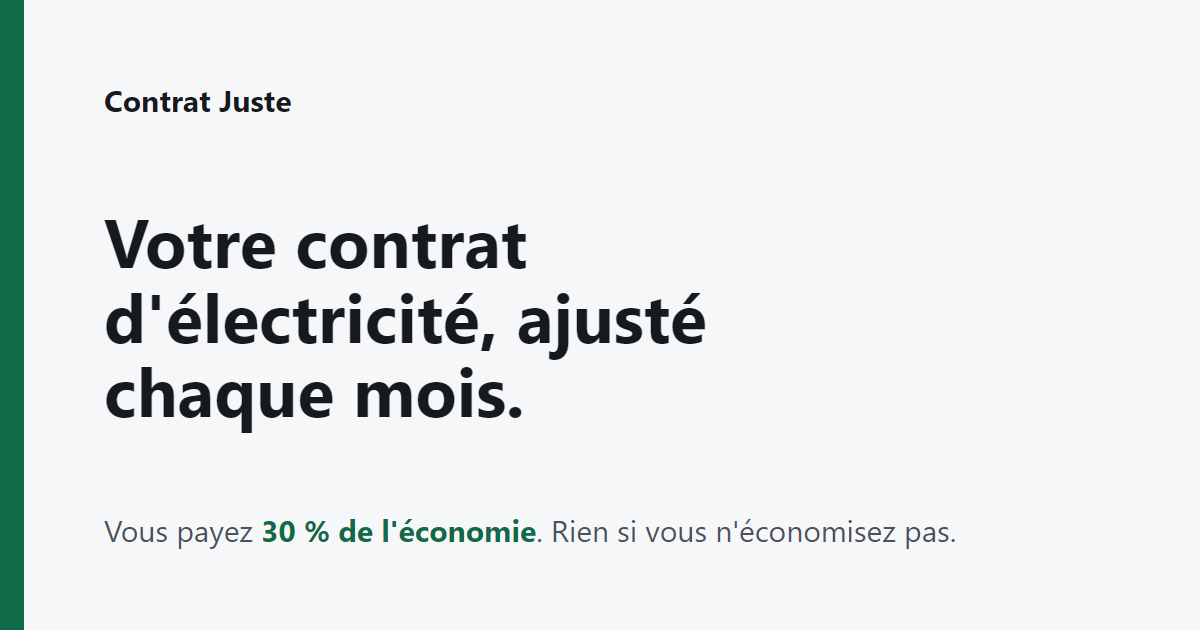 Contrat Juste
Votre contrat
d'électricité, ajusté
chaque mois.
Vous payez 30 % de l'économie. Rien si vous n'économisez pas.